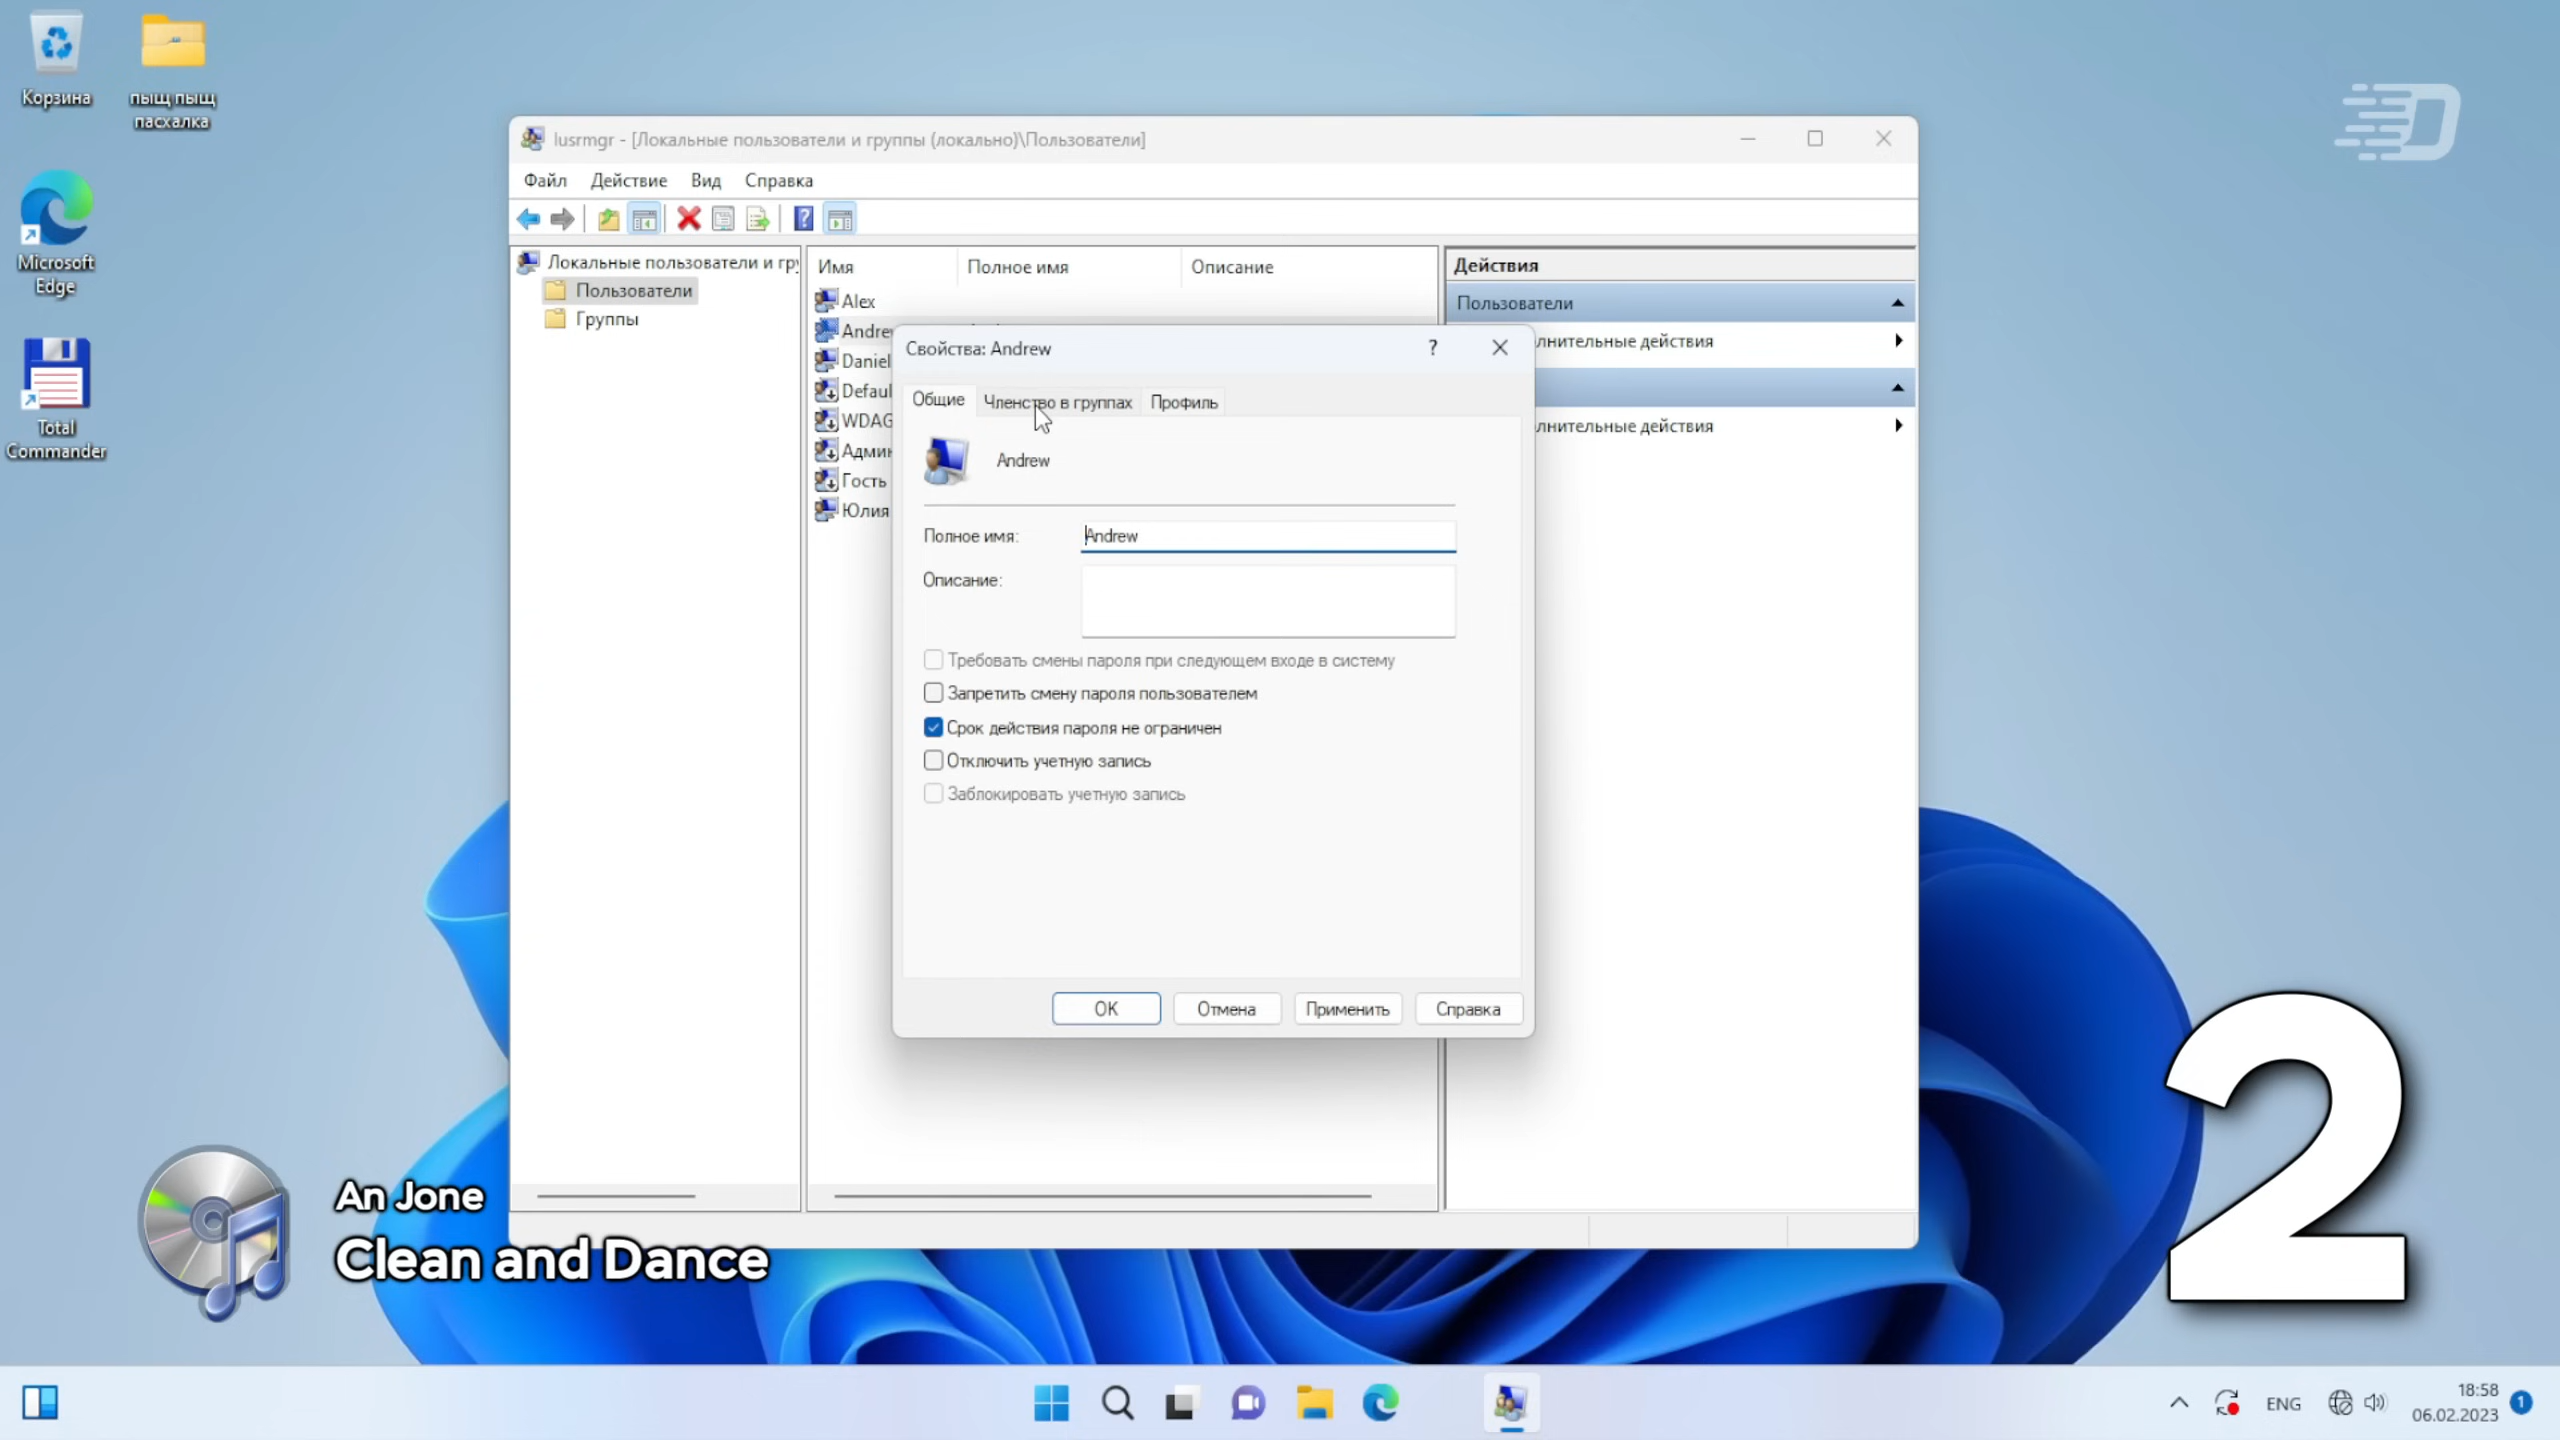 Корзина
пыщ пыщ
пасхалка
Microsoft
Edge
Total
Commander
lusrmgr - [Локальные пользователи и группы (локально)\Пользователи]
Файл Действие Вид Справка
Локальные пользователи и гру
Пользователи
Группы
Имя Полное имя Описание
Alex
Andre
Daniel
Defaul
WDAG
Админ
Гость
Юлия
Действия
Пользователи
лнительные действия
лнительные действия
Свойства: Andrew
?
Общие Членство в группах Профиль
Andrew
Полное имя: Andrew
Описание:
Требовать смены пароля при следующем входе в систему
Запретить смену пароля пользователем
Срок действия пароля не ограничен
Отключить учетную запись
Заблокировать учетную запись
ОК Отмена Применить Справка
An Jone
Clean and Dance
2
D
ENG
18:58
06.02.2023
1